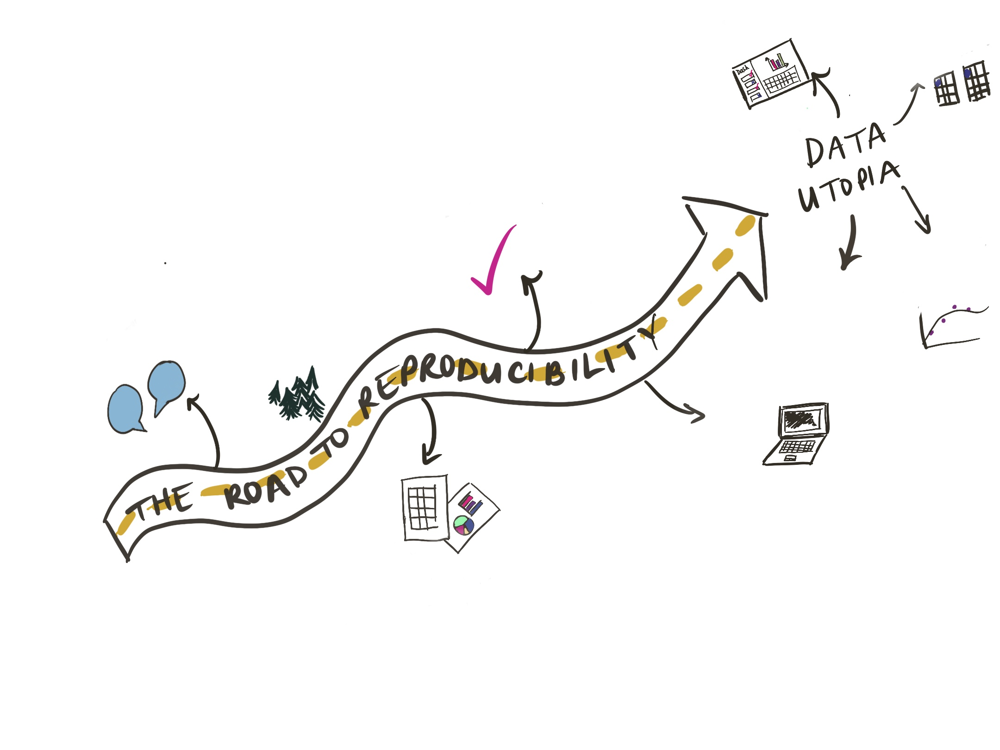 Dash
DATA
UTOPIA
THE ROAD TO REPRODUCIBILITY